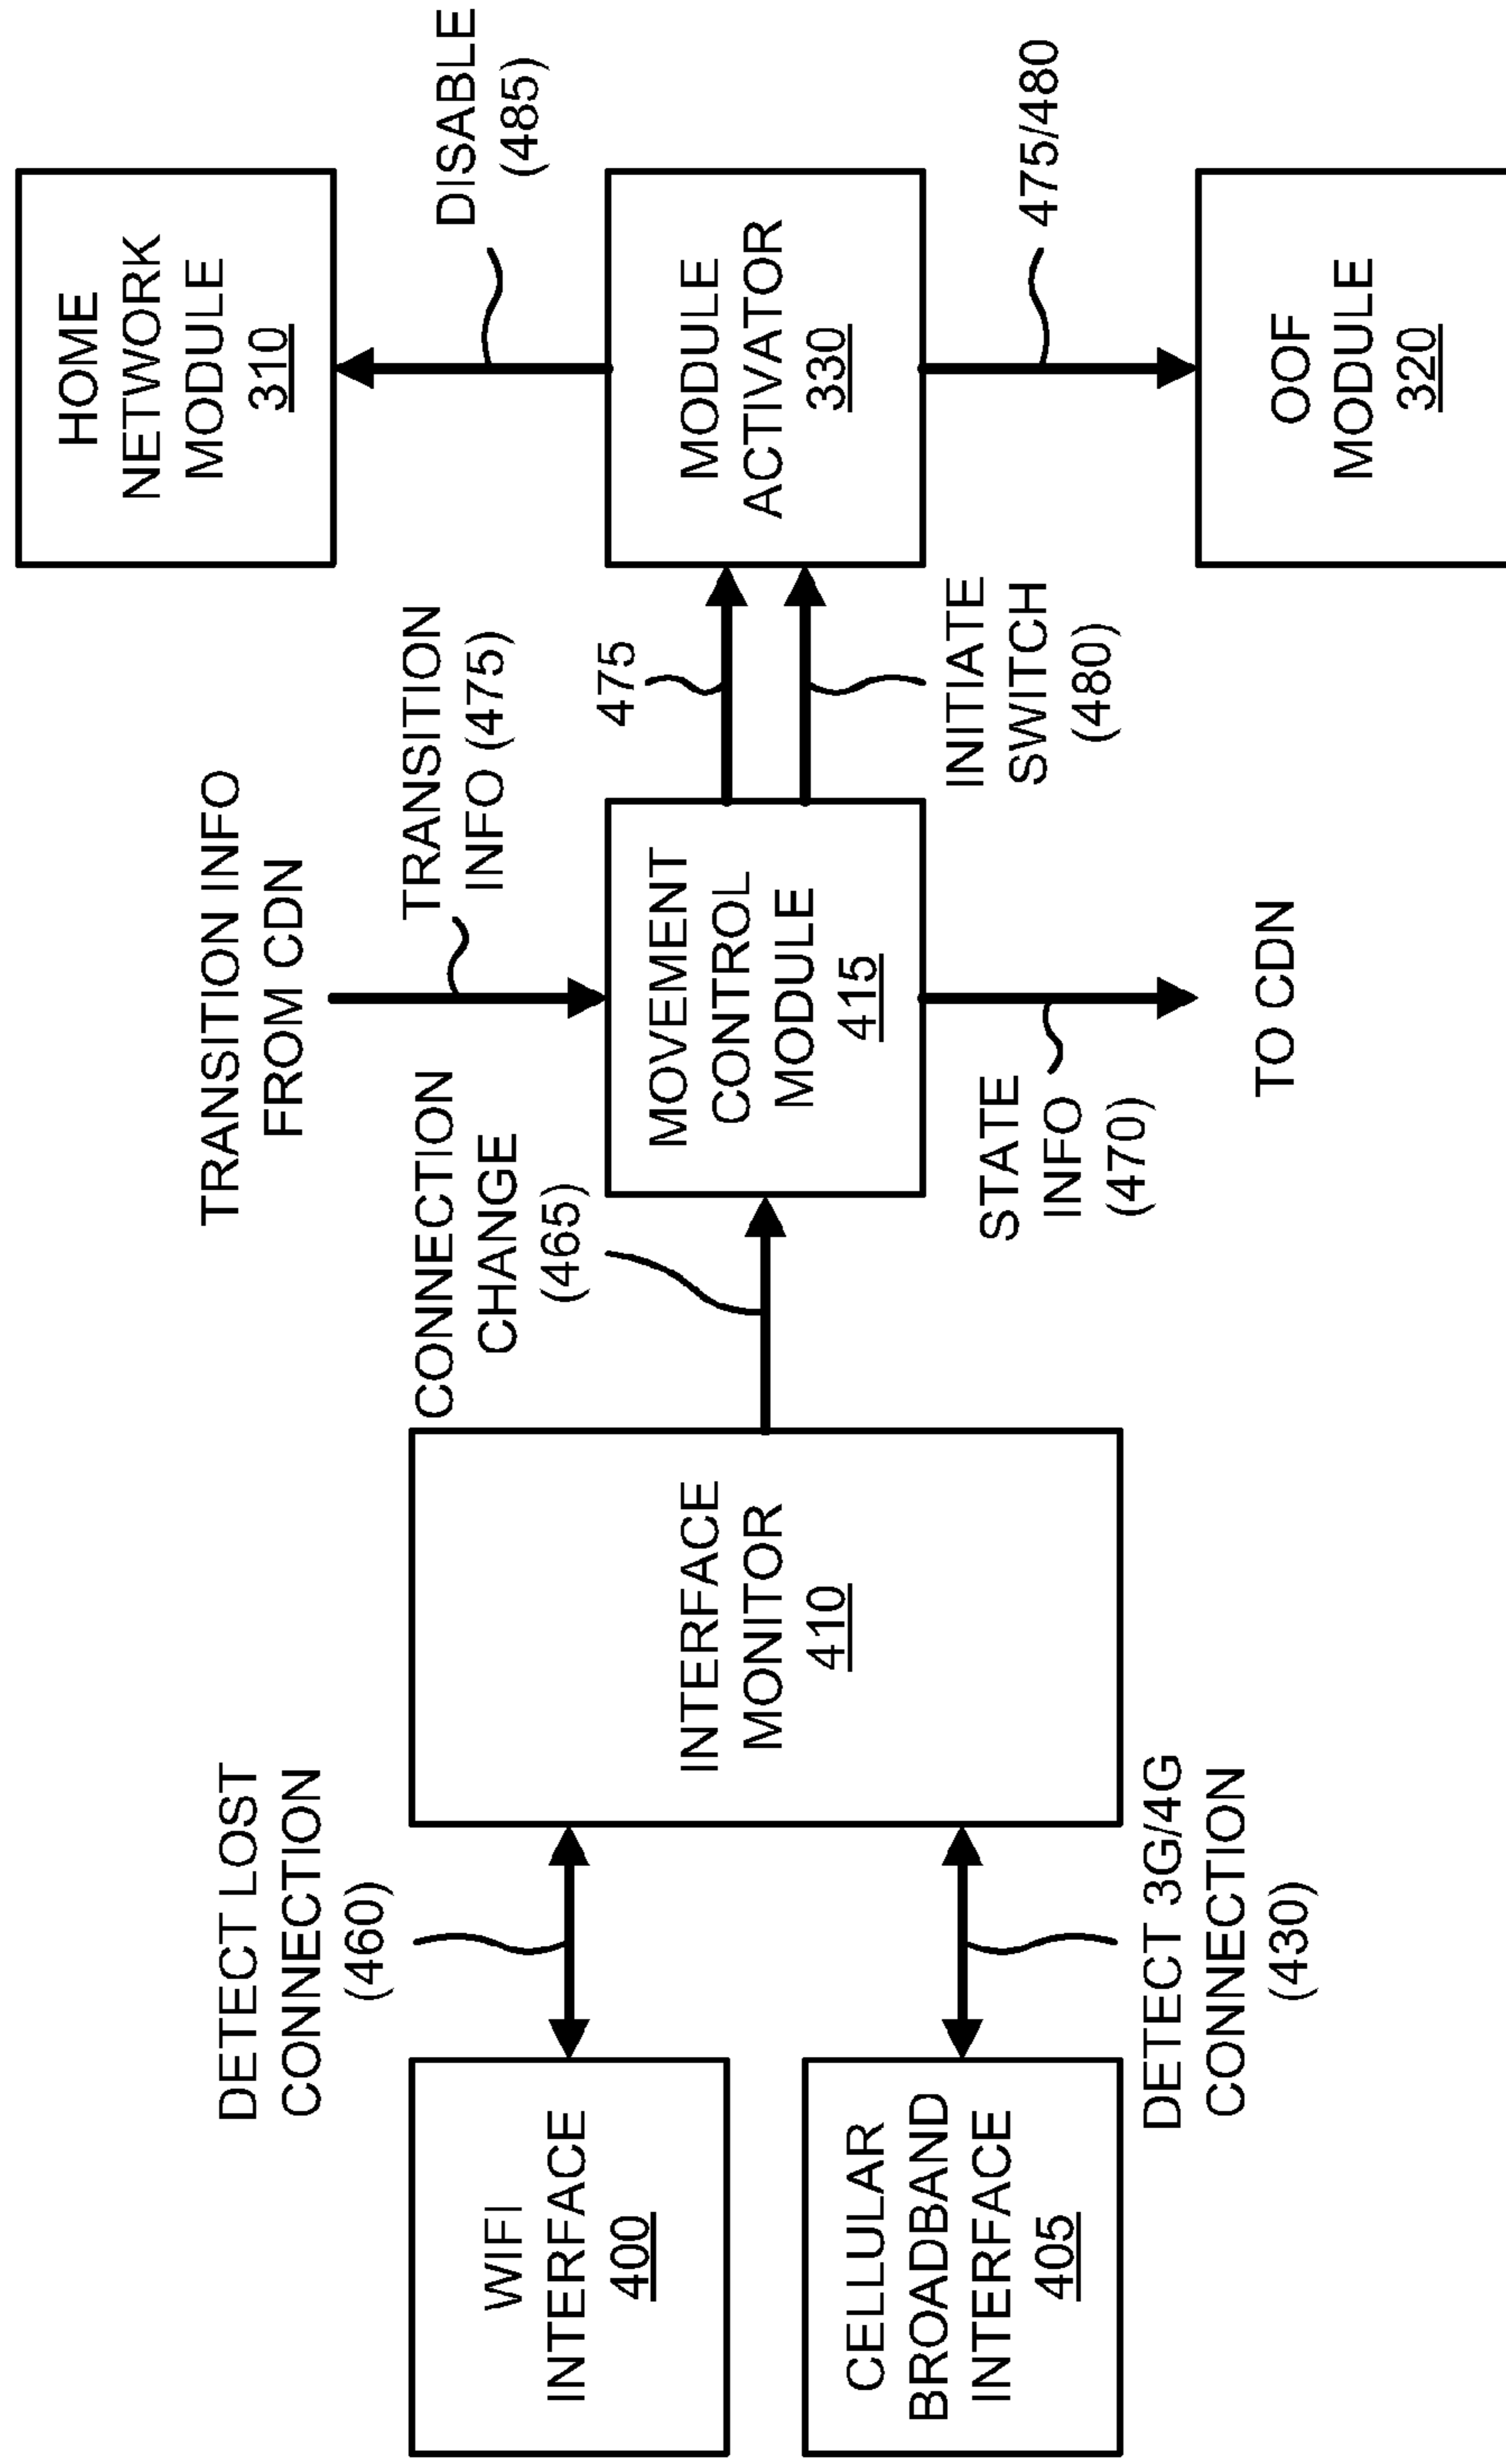 DETECT LOST
CONNECTION
(460)
WIFI
INTERFACE
400
CELLULAR
BROADBAND
INTERFACE
405
DETECT 3G/4G
CONNECTION
(430)
INTERFACE
MONITOR
410
CONNECTION
CHANGE
(465)
TRANSITION INFO
FROM CDN
TRANSITION
INFO (475)
MOVEMENT
CONTROL
MODULE
415
STATE
INFO
(470)
TO CDN
475
INITIATE
SWITCH
(480)
HOME
NETWORK
MODULE
310
DISABLE
(485)
MODULE
ACTIVATOR
330
475/480
OOF
MODULE
320